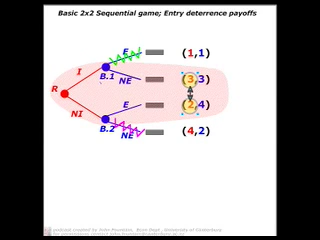 Basic 2x2 Sequential game; Entry deterrence payoffs
E (1,1)
I B.1
NE (3,3)
R
E (2,4)
NI B.2
NE (4,2)